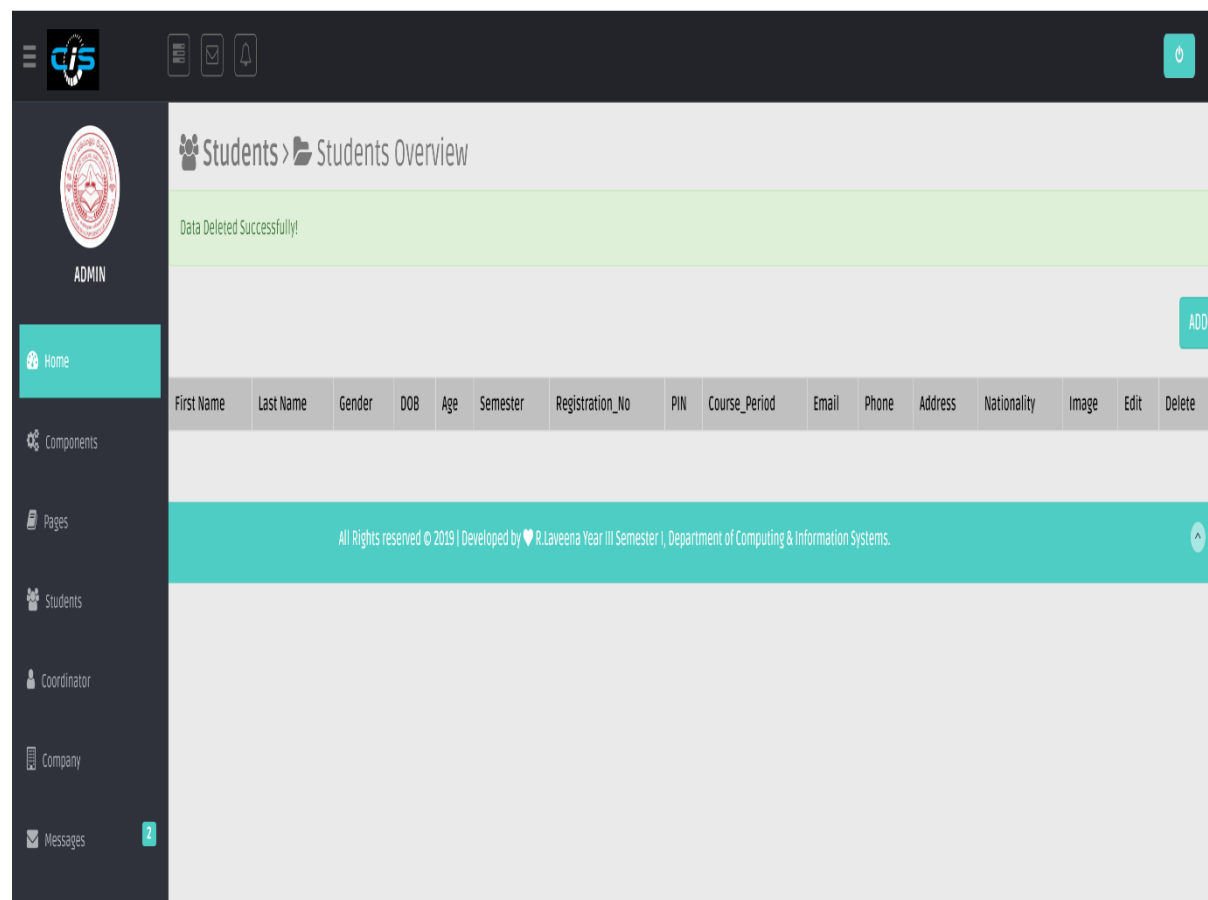 CIS
Students > Students Overview
Data Deleted Successfully!
ADMIN
ADD
Home
First Name Last Name Gender DOB Age Semester Registration_No PIN Course_Period Email Phone Address Nationality Image Edit Delete
Components
Pages
All Rights reserved © 2019 | Developed by ♥ R.Laveena Year III Semester I, Department of Computing & Information Systems.
Students
Coordinator
Company
Messages 2